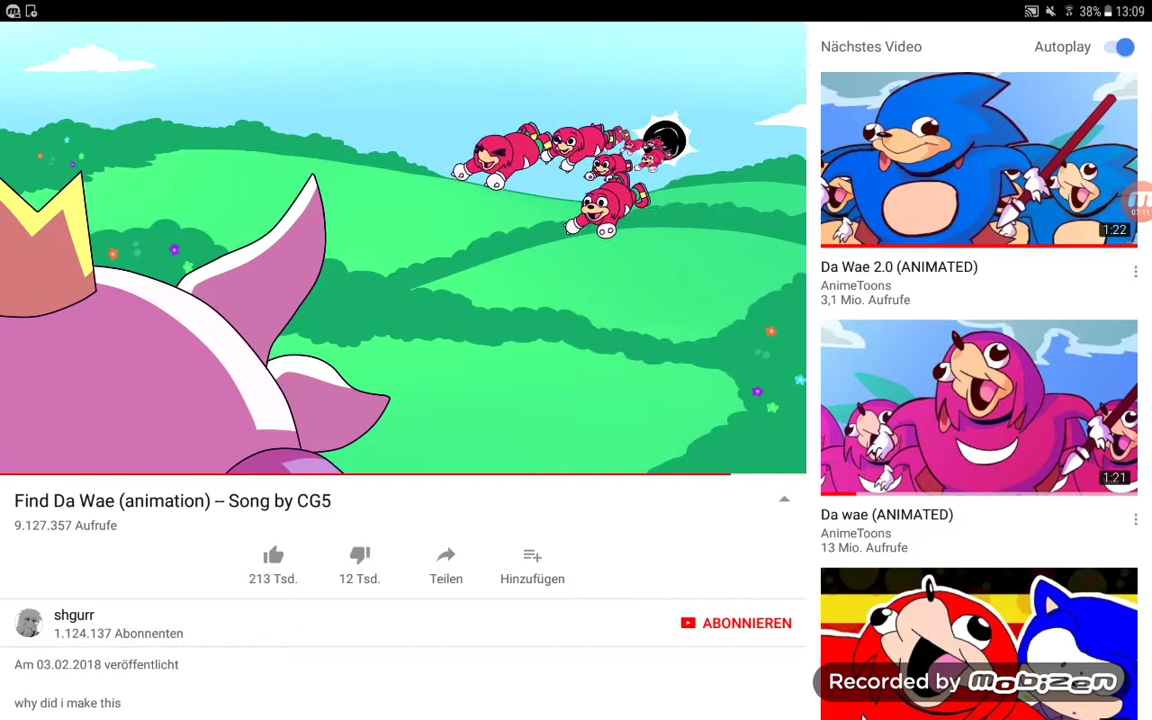 38% 13:09
Nächstes Video
Autoplay
07:11
1:22
Da Wae 2.0 (ANIMATED)
AnimeToons
3,1 Mio. Aufrufe
1:21
Da wae (ANIMATED)
AnimeToons
13 Mio. Aufrufe
Find Da Wae (animation) -- Song by CG5
9.127.357 Aufrufe
213 Tsd.
12 Tsd.
Teilen
Hinzufügen
shgurr
1.124.137 Abonnenten
ABONNIEREN
Am 03.02.2018 veröffentlicht
why did i make this
Recorded by mobizen